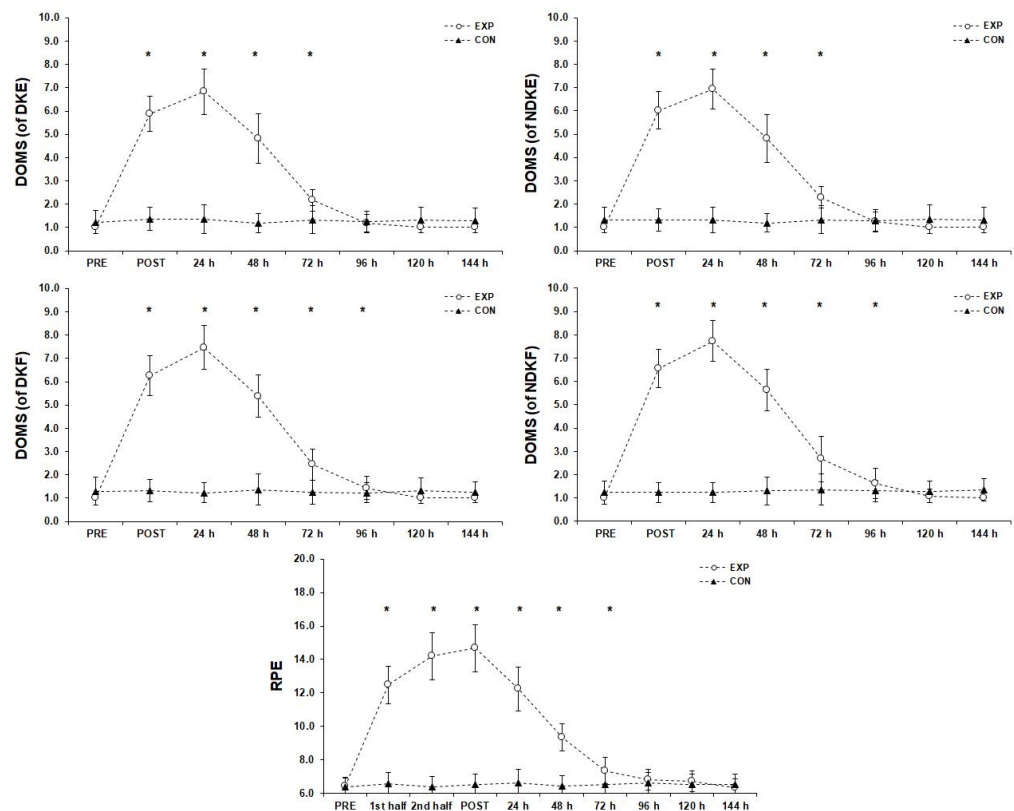 10.0
9.0
8.0
7.0
6.0
5.0
4.0
3.0
2.0
1.0
0.0
DOMS (of DKE)
EXP
CON
* * * *
PRE POST 24 h 48 h 72 h 96 h 120 h 144 h
10.0
9.0
8.0
7.0
6.0
5.0
4.0
3.0
2.0
1.0
0.0
DOMS (of NDKE)
EXP
CON
* * * *
PRE POST 24 h 48 h 72 h 96 h 120 h 144 h
10.0
9.0
8.0
7.0
6.0
5.0
4.0
3.0
2.0
1.0
0.0
DOMS (of DKF)
EXP
CON
* * * * *
PRE POST 24 h 48 h 72 h 96 h 120 h 144 h
10.0
9.0
8.0
7.0
6.0
5.0
4.0
3.0
2.0
1.0
0.0
DOMS (of NDKF)
EXP
CON
* * * * *
PRE POST 24 h 48 h 72 h 96 h 120 h 144 h
20.0
18.0
16.0
14.0
12.0
10.0
8.0
6.0
RPE
EXP
CON
* * * * * *
PRE 1st half 2nd half POST 24 h 48 h 72 h 96 h 120 h 144 h